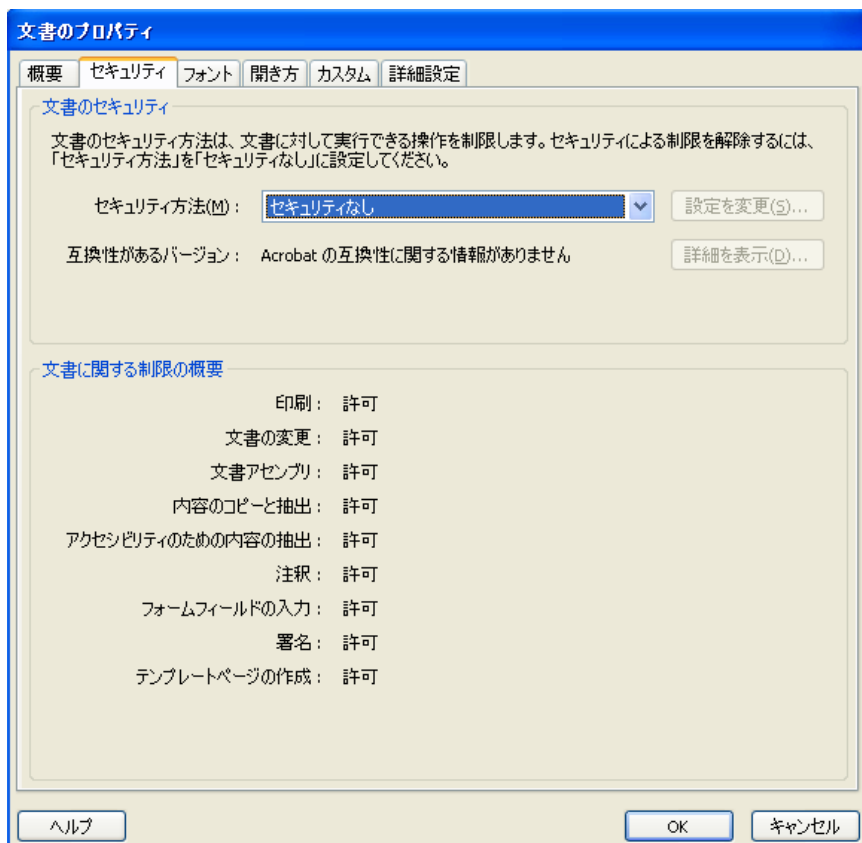 文書のプロパティ
概要 セキュリティ フォント 開き方 カスタム 詳細設定
文書のセキュリティ
文書のセキュリティ方法は、文書に対して実行できる操作を制限します。セキュリティによる制限を解除するには、
「セキュリティ方法」を「セキュリティなし」に設定してください。
セキュリティ方法(M)： セキュリティなし 設定を変更(S)...
互換性があるバージョン： Acrobat の互換性に関する情報がありません 詳細を表示(D)...
文書に関する制限の概要
印刷： 許可
文書の変更： 許可
文書アセンブリ： 許可
内容のコピーと抽出： 許可
アクセシビリティのための内容の抽出： 許可
注釈： 許可
フォームフィールドの入力： 許可
署名： 許可
テンプレートページの作成： 許可
ヘルプ OK キャンセル